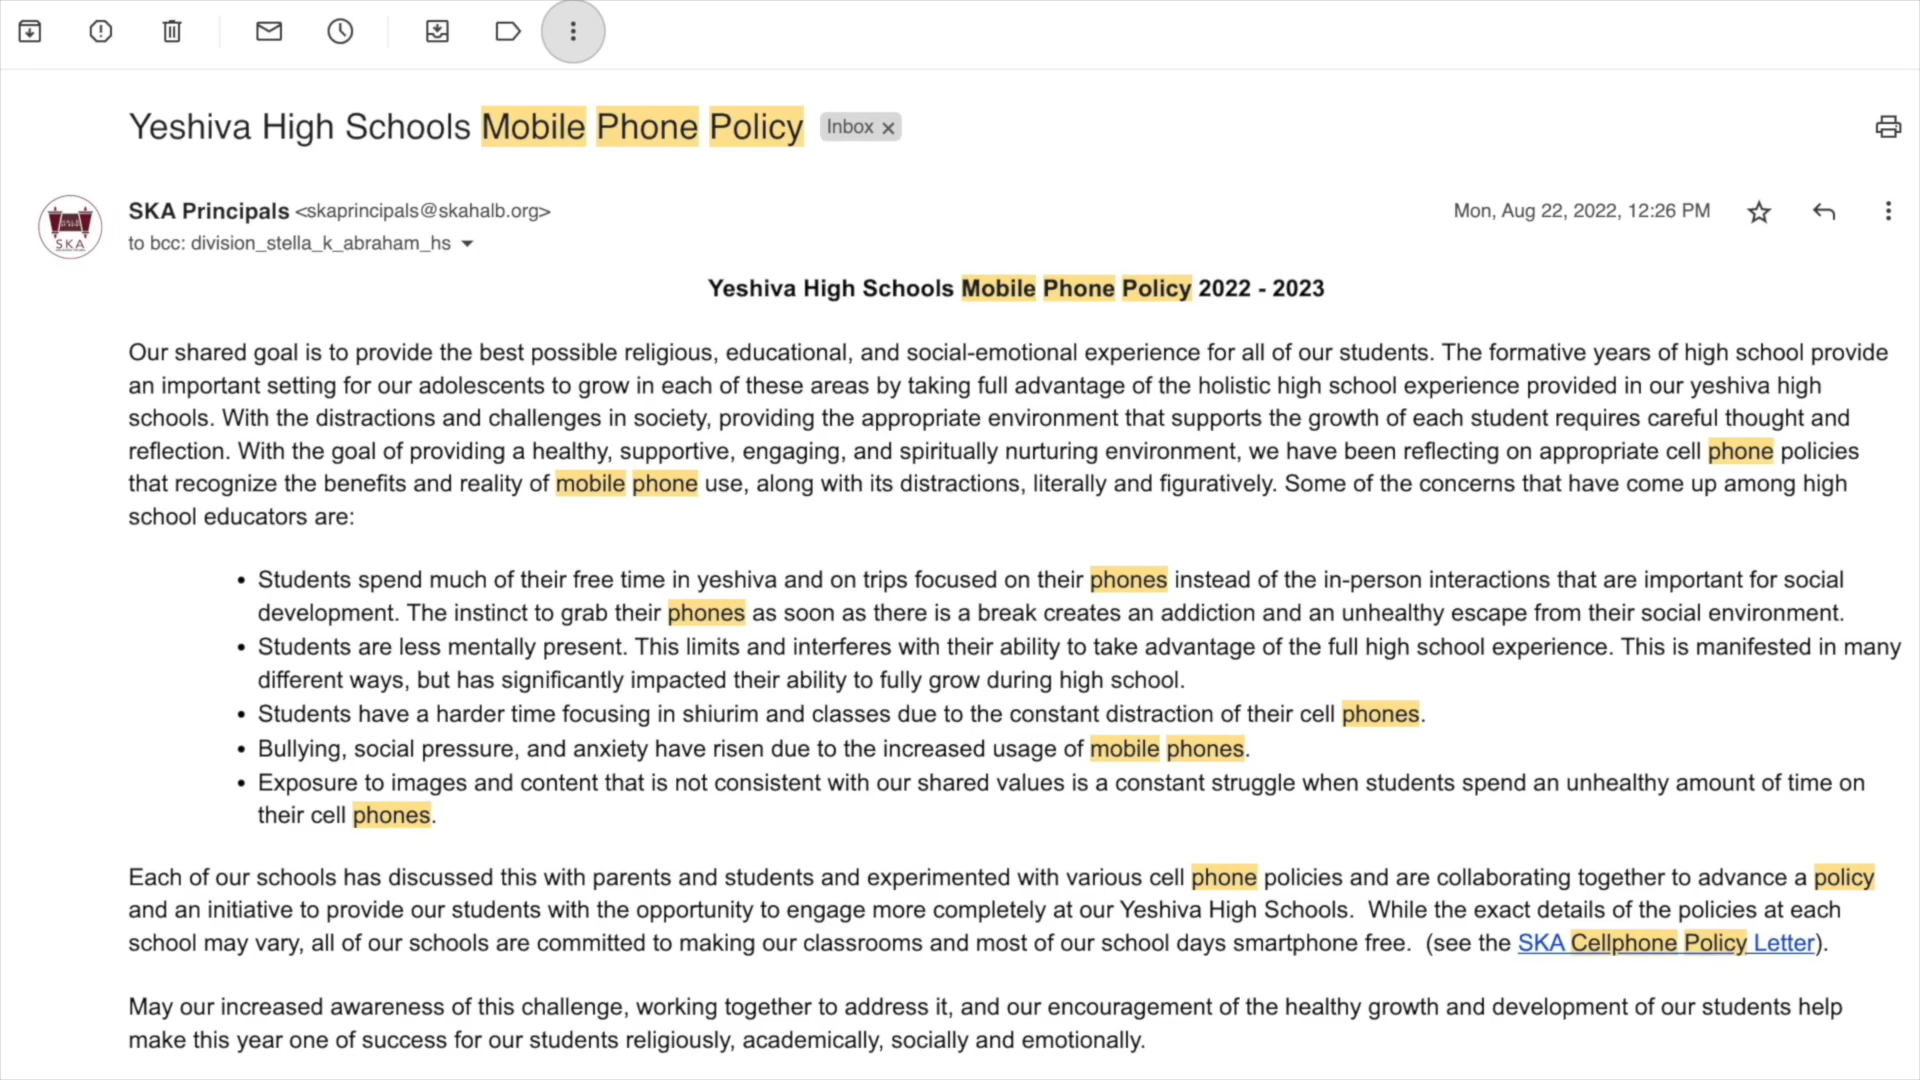 Yeshiva High Schools Mobile Phone Policy Inbox ×
SKA
SKA Principals <skaprincipals@skahalb.org> Mon, Aug 22, 2022, 12:26 PM
to bcc: division_stella_k_abraham_hs
Yeshiva High Schools Mobile Phone Policy 2022 - 2023
Our shared goal is to provide the best possible religious, educational, and social-emotional experience for all of our students. The formative years of high school provide
an important setting for our adolescents to grow in each of these areas by taking full advantage of the holistic high school experience provided in our yeshiva high
schools. With the distractions and challenges in society, providing the appropriate environment that supports the growth of each student requires careful thought and
reflection. With the goal of providing a healthy, supportive, engaging, and spiritually nurturing environment, we have been reflecting on appropriate cell phone policies
that recognize the benefits and reality of mobile phone use, along with its distractions, literally and figuratively. Some of the concerns that have come up among high
school educators are:
• Students spend much of their free time in yeshiva and on trips focused on their phones instead of the in-person interactions that are important for social
development. The instinct to grab their phones as soon as there is a break creates an addiction and an unhealthy escape from their social environment.
• Students are less mentally present. This limits and interferes with their ability to take advantage of the full high school experience. This is manifested in many
different ways, but has significantly impacted their ability to fully grow during high school.
• Students have a harder time focusing in shiurim and classes due to the constant distraction of their cell phones.
• Bullying, social pressure, and anxiety have risen due to the increased usage of mobile phones.
• Exposure to images and content that is not consistent with our shared values is a constant struggle when students spend an unhealthy amount of time on
their cell phones.
Each of our schools has discussed this with parents and students and experimented with various cell phone policies and are collaborating together to advance a policy
and an initiative to provide our students with the opportunity to engage more completely at our Yeshiva High Schools.  While the exact details of the policies at each
school may vary, all of our schools are committed to making our classrooms and most of our school days smartphone free.  (see the SKA Cellphone Policy Letter).
May our increased awareness of this challenge, working together to address it, and our encouragement of the healthy growth and development of our students help
make this year one of success for our students religiously, academically, socially and emotionally.